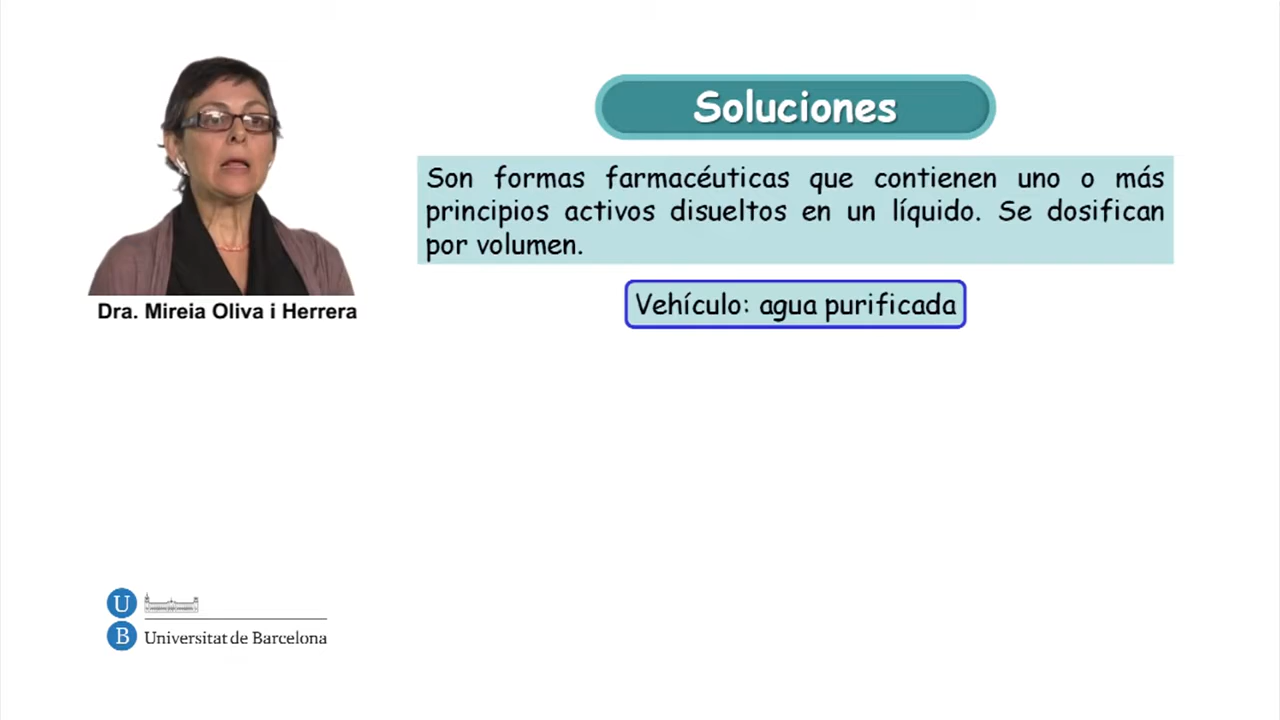 Soluciones
Son formas farmacéuticas que contienen uno o más
principios activos disueltos en un líquido. Se dosifican
por volumen.
Vehículo: agua purificada
Dra. Mireia Oliva i Herrera
U
B Universitat de Barcelona